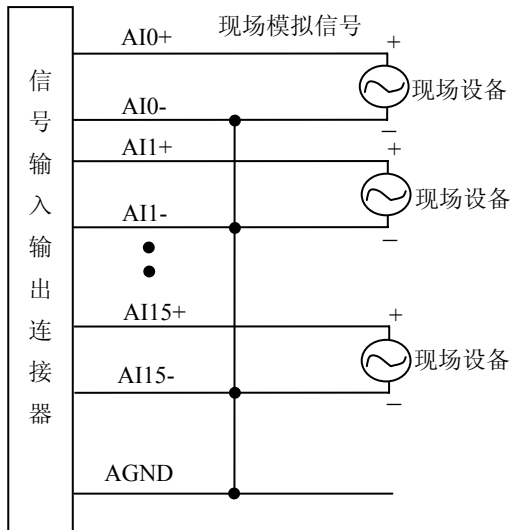 信号输入输出连接器
AI0+ 现场模拟信号
+
现场设备
AI0-
−
AI1+
+
现场设备
AI1-
−
AI15+
+
现场设备
AI15-
−
AGND